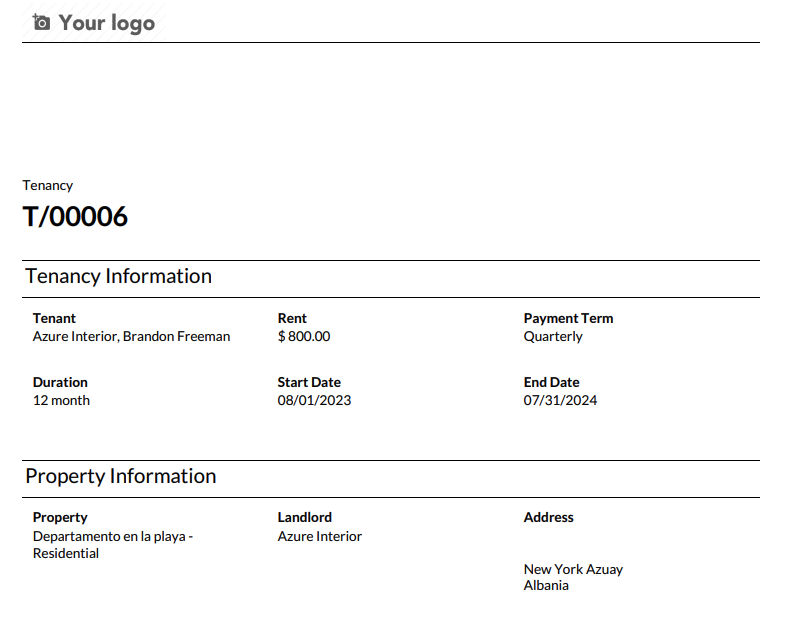 Your logo
Tenancy
T/00006
Tenancy Information
Tenant
Azure Interior, Brandon Freeman
Rent
$ 800.00
Payment Term
Quarterly
Duration
12 month
Start Date
08/01/2023
End Date
07/31/2024
Property Information
Property
Departamento en la playa -
Residential
Landlord
Azure Interior
Address
New York Azuay
Albania